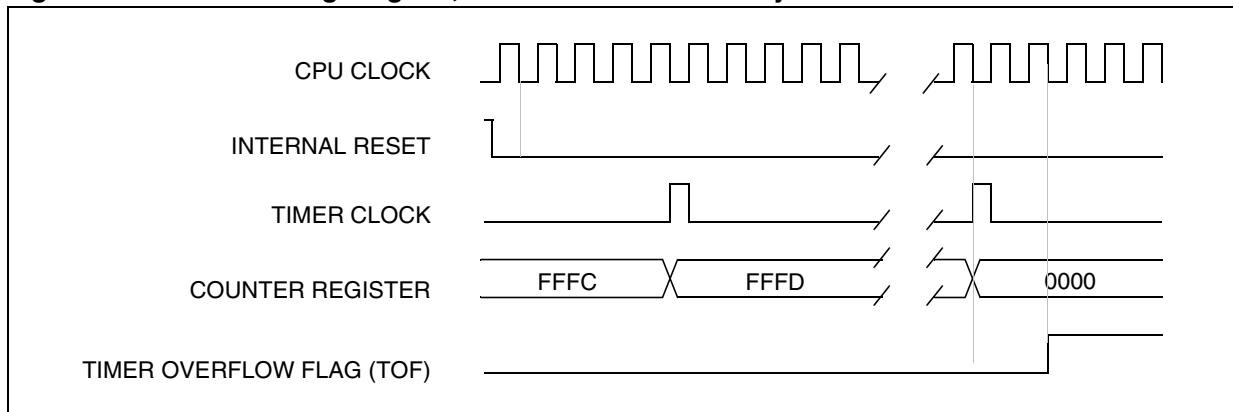 CPU CLOCK
INTERNAL RESET
TIMER CLOCK
COUNTER REGISTER
FFFC
FFFD
0000
TIMER OVERFLOW FLAG (TOF)